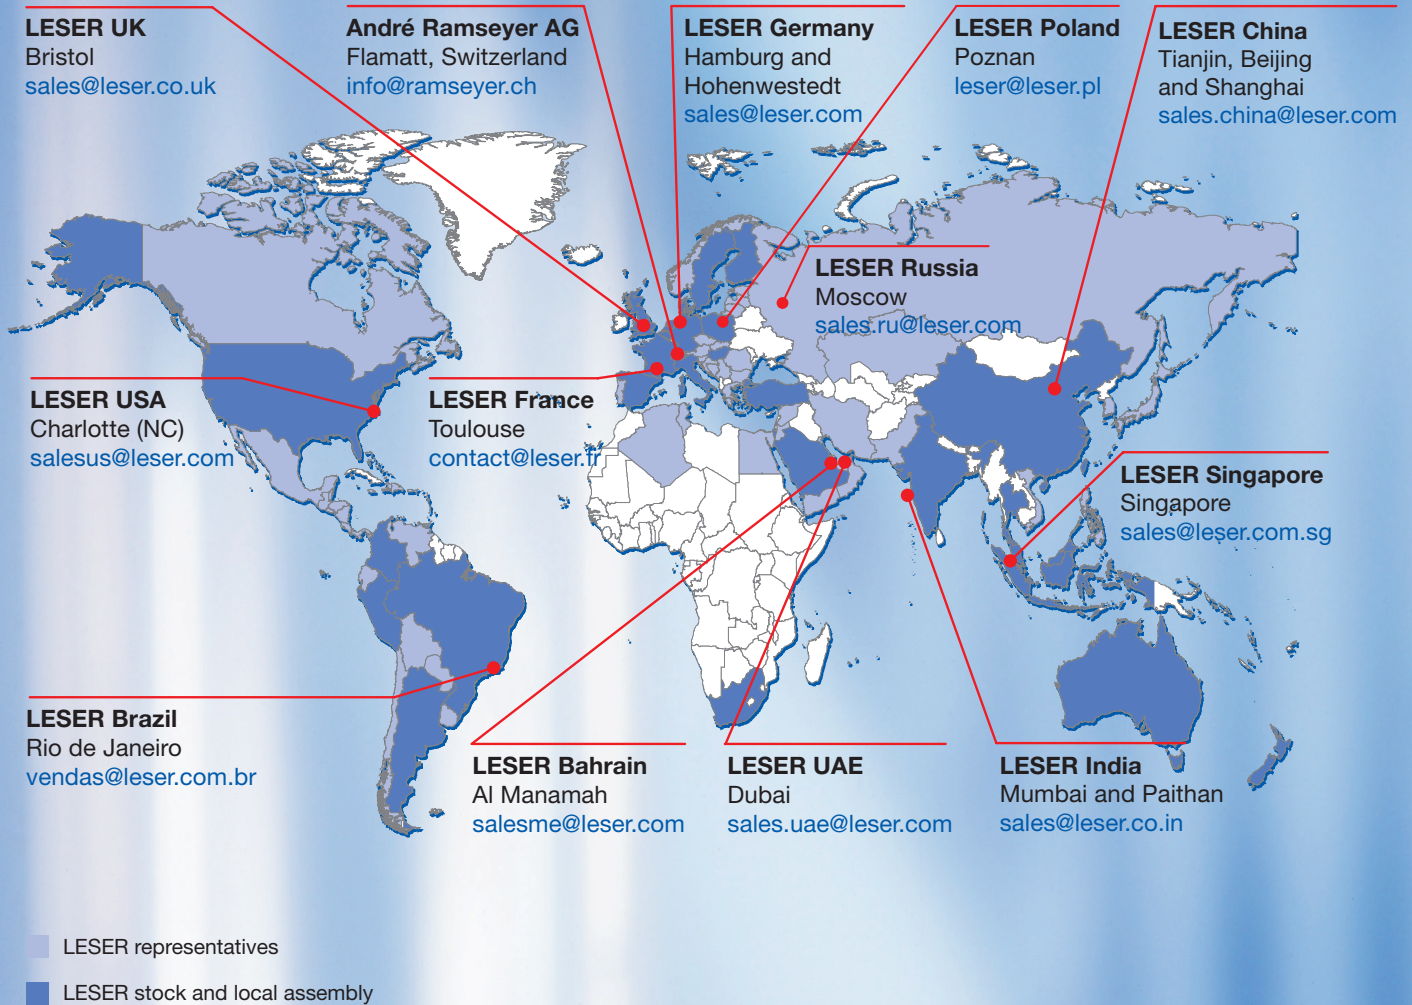 LESER UK
Bristol
sales@leser.co.uk
André Ramseyer AG
Flamatt, Switzerland
info@ramseyer.ch
LESER Germany
Hamburg and
Hohenwestedt
sales@leser.com
LESER Poland
Poznan
leser@leser.pl
LESER China
Tianjin, Beijing
and Shanghai
sales.china@leser.com
LESER Russia
Moscow
sales.ru@leser.com
LESER USA
Charlotte (NC)
salesus@leser.com
LESER France
Toulouse
contact@leser.fr
LESER Singapore
Singapore
sales@leser.com.sg
LESER Brazil
Rio de Janeiro
vendas@leser.com.br
LESER Bahrain
Al Manamah
salesme@leser.com
LESER UAE
Dubai
sales.uae@leser.com
LESER India
Mumbai and Paithan
sales@leser.co.in
LESER representatives
LESER stock and local assembly